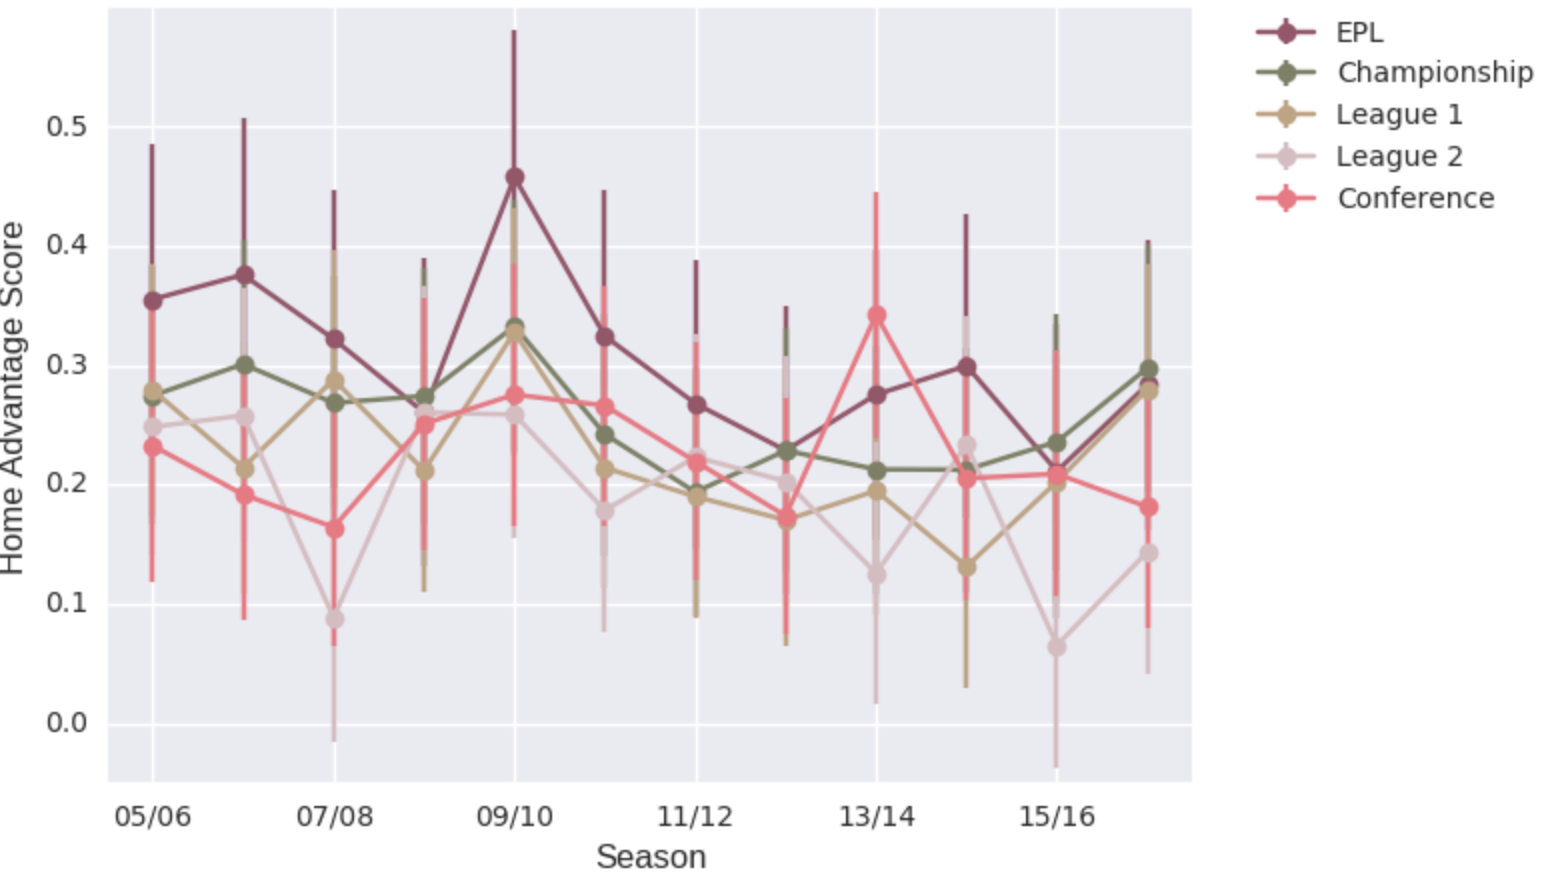 EPL
Championship
League 1
League 2
Conference
Home Advantage Score
0.5
0.4
0.3
0.2
0.1
0.0
05/06 07/08 09/10 11/12 13/14 15/16
Season